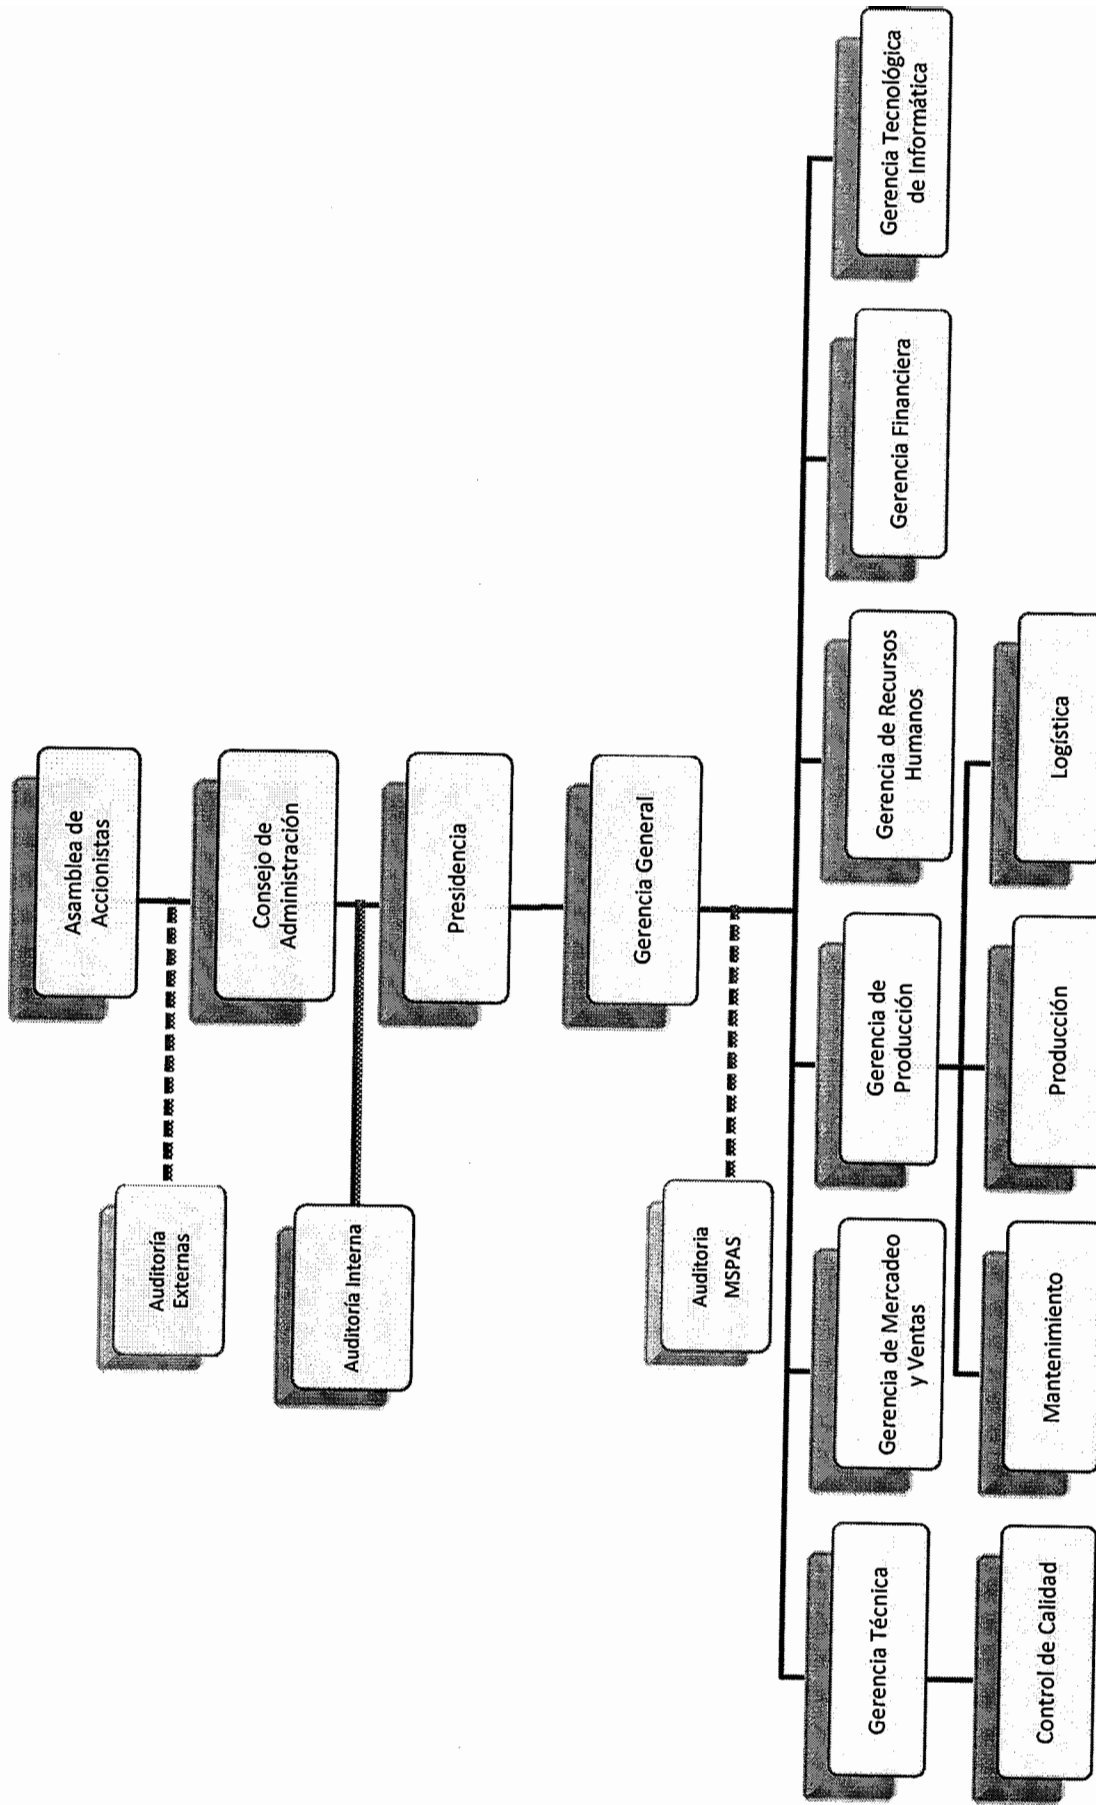 Asamblea de
Accionistas
Auditoría
Externas
Consejo de
Administración
Auditoría Interna
Presidencia
Gerencia General
Auditoria
MSPAS
Gerencia Técnica
Gerencia de Mercadeo
y Ventas
Gerencia de
Producción
Gerencia de Recursos
Humanos
Gerencia Financiera
Gerencia Tecnológica
de Informática
Control de Calidad
Mantenimiento
Producción
Logística